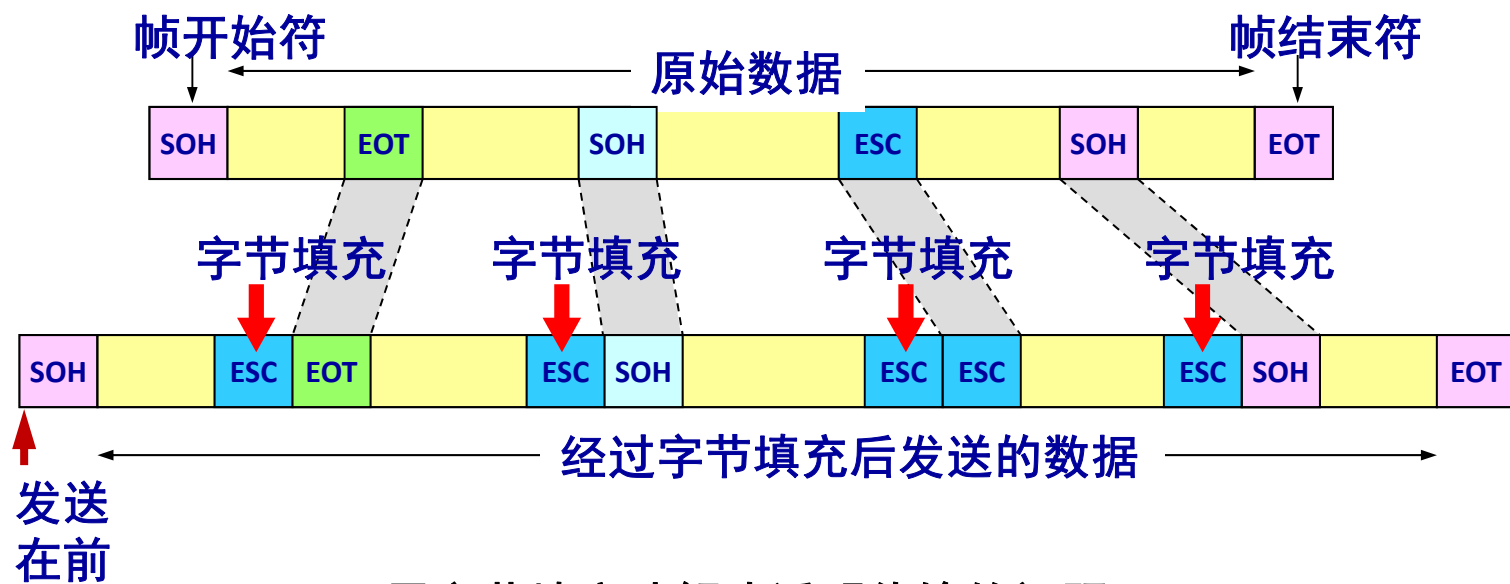 帧开始符
原始数据
帧结束符
SOH EOT SOH ESC SOH EOT
字节填充 字节填充 字节填充 字节填充
SOH ESC EOT ESC SOH ESC ESC ESC SOH EOT
经过字节填充后发送的数据
发送
在前